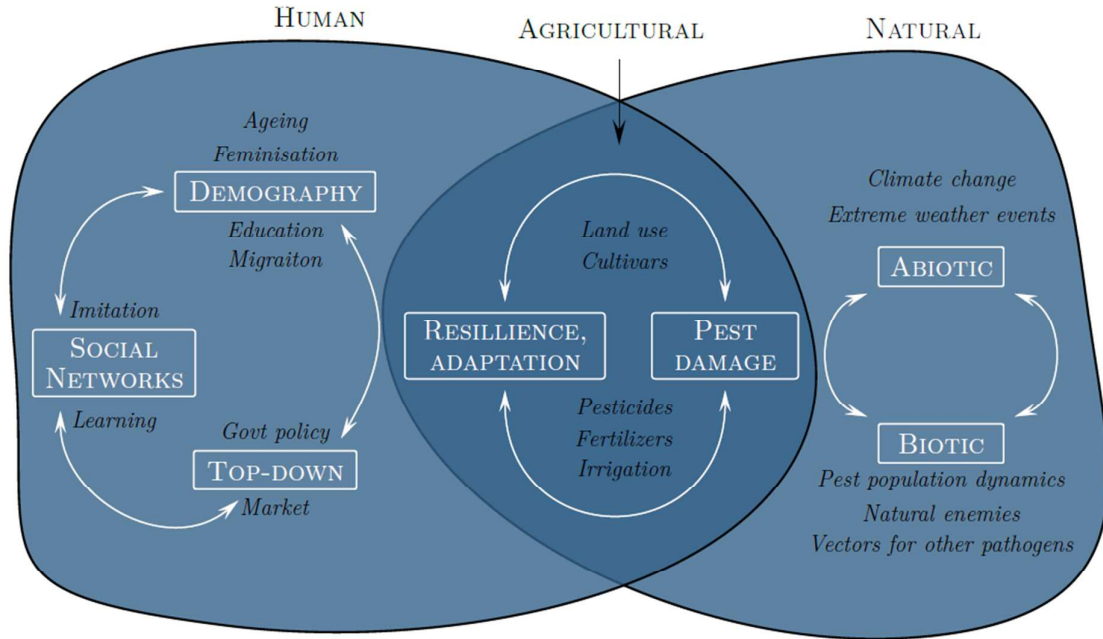 HUMAN
AGRICULTURAL
NATURAL
Ageing
Feminisation
DEMOGRAPHY
Education
Migraiton
Imitation
SOCIAL
NETWORKS
Learning
Govt policy
TOP-DOWN
Market
Land use
Cultivars
RESILLIENCE,
ADAPTATION
PEST
DAMAGE
Pesticides
Fertilizers
Irrigation
Climate change
Extreme weather events
ABIOTIC
BIOTIC
Pest population dynamics
Natural enemies
Vectors for other pathogens